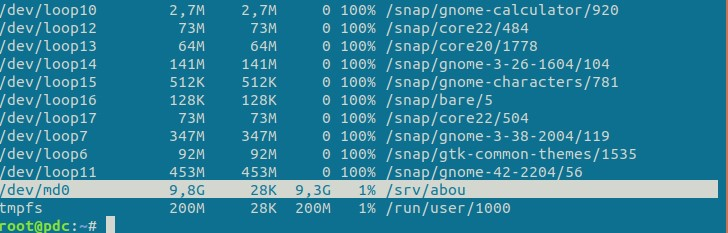 /dev/loop10 2,7M 2,7M 0 100% /snap/gnome-calculator/920
/dev/loop12 73M 73M 0 100% /snap/core22/484
/dev/loop13 64M 64M 0 100% /snap/core20/1778
/dev/loop14 141M 141M 0 100% /snap/gnome-3-26-1604/104
/dev/loop15 512K 512K 0 100% /snap/gnome-characters/781
/dev/loop16 128K 128K 0 100% /snap/bare/5
/dev/loop17 73M 73M 0 100% /snap/core22/504
/dev/loop7 347M 347M 0 100% /snap/gnome-3-38-2004/119
/dev/loop6 92M 92M 0 100% /snap/gtk-common-themes/1535
/dev/loop11 453M 453M 0 100% /snap/gnome-42-2204/56
/dev/md0 9,8G 28K 9,3G 1% /srv/abou
tmpfs 200M 28K 200M 1% /run/user/1000
root@pdc:~#